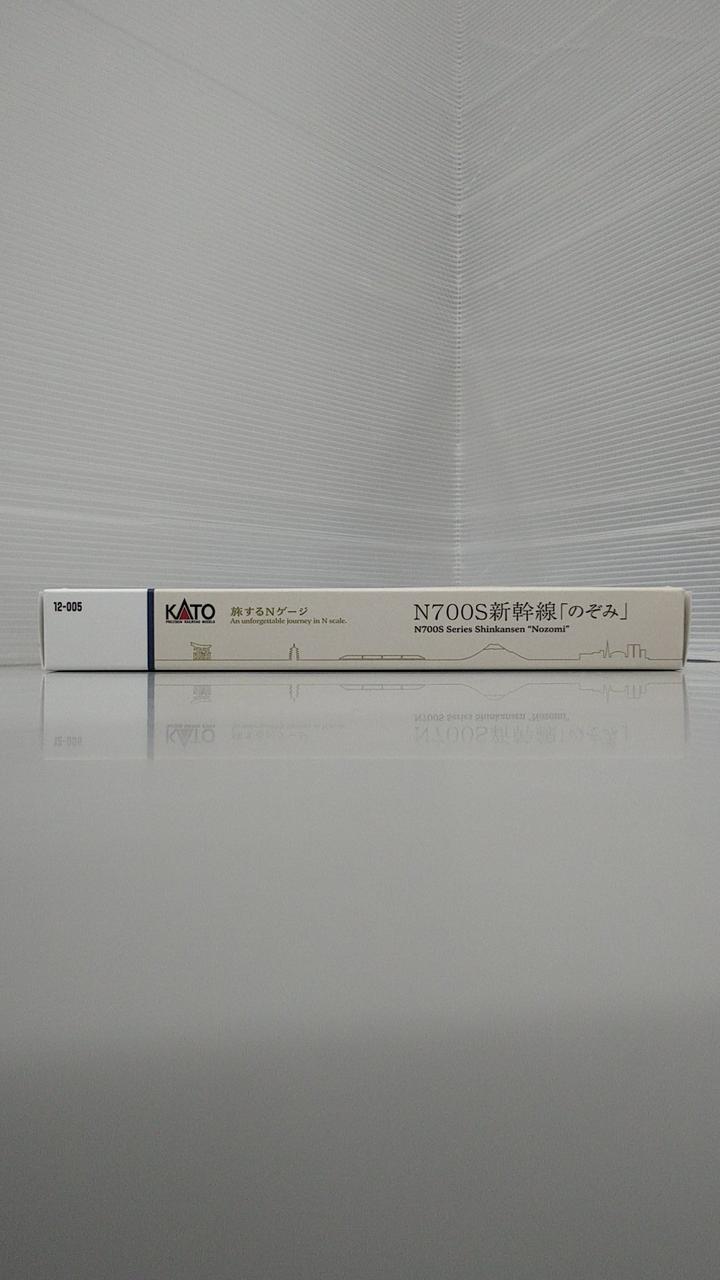 12-005
KATO
PRECISION RAILROAD MODELS
旅するNゲージ
An unforgettable journey in N scale.
N700S新幹線「のぞみ」
N700S Series Shinkansen "Nozomi"